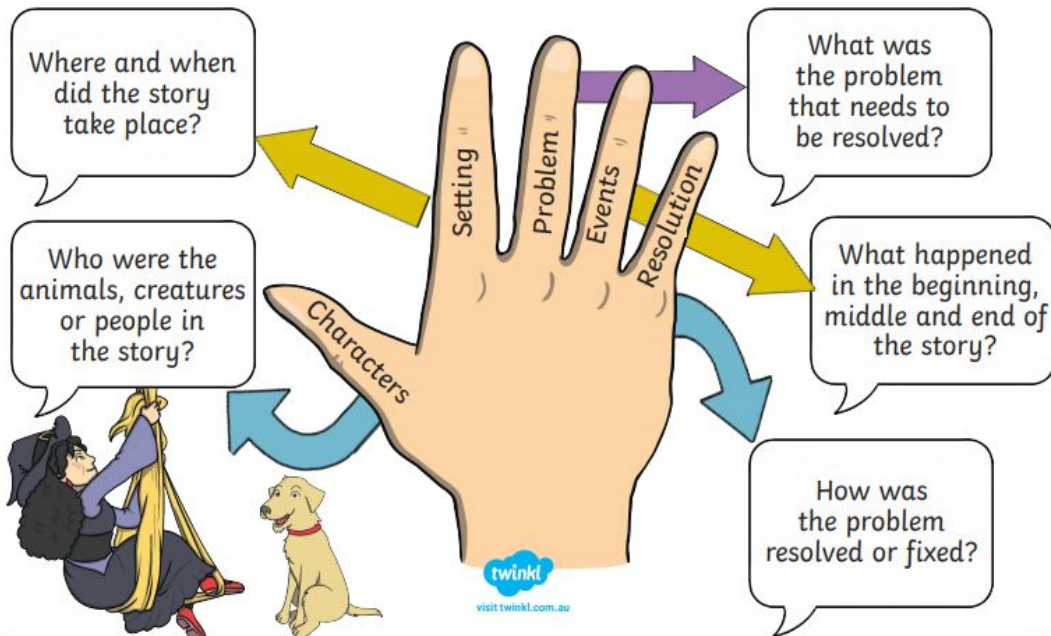 Where and when
did the story
take place?
Who were the
animals, creatures
or people in
the story?
Characters
Setting
Problem
Events
Resolution
What was
the problem
that needs to
be resolved?
What happened
in the beginning,
middle and end of
the story?
How was
the problem
resolved or fixed?
twinkl
visit twinkl.com.au